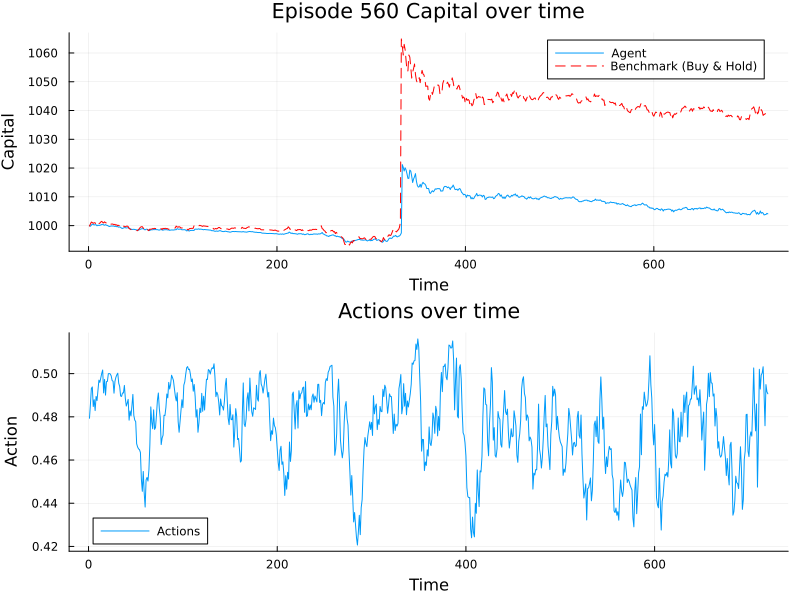 Episode 560 Capital over time
Agent
Benchmark (Buy & Hold)
1060
1050
1040
1030
1020
1010
1000
Capital
0
200
400
600
Time
Actions over time
0.50
0.48
0.46
0.44
0.42
Action
Actions
0
200
400
600
Time